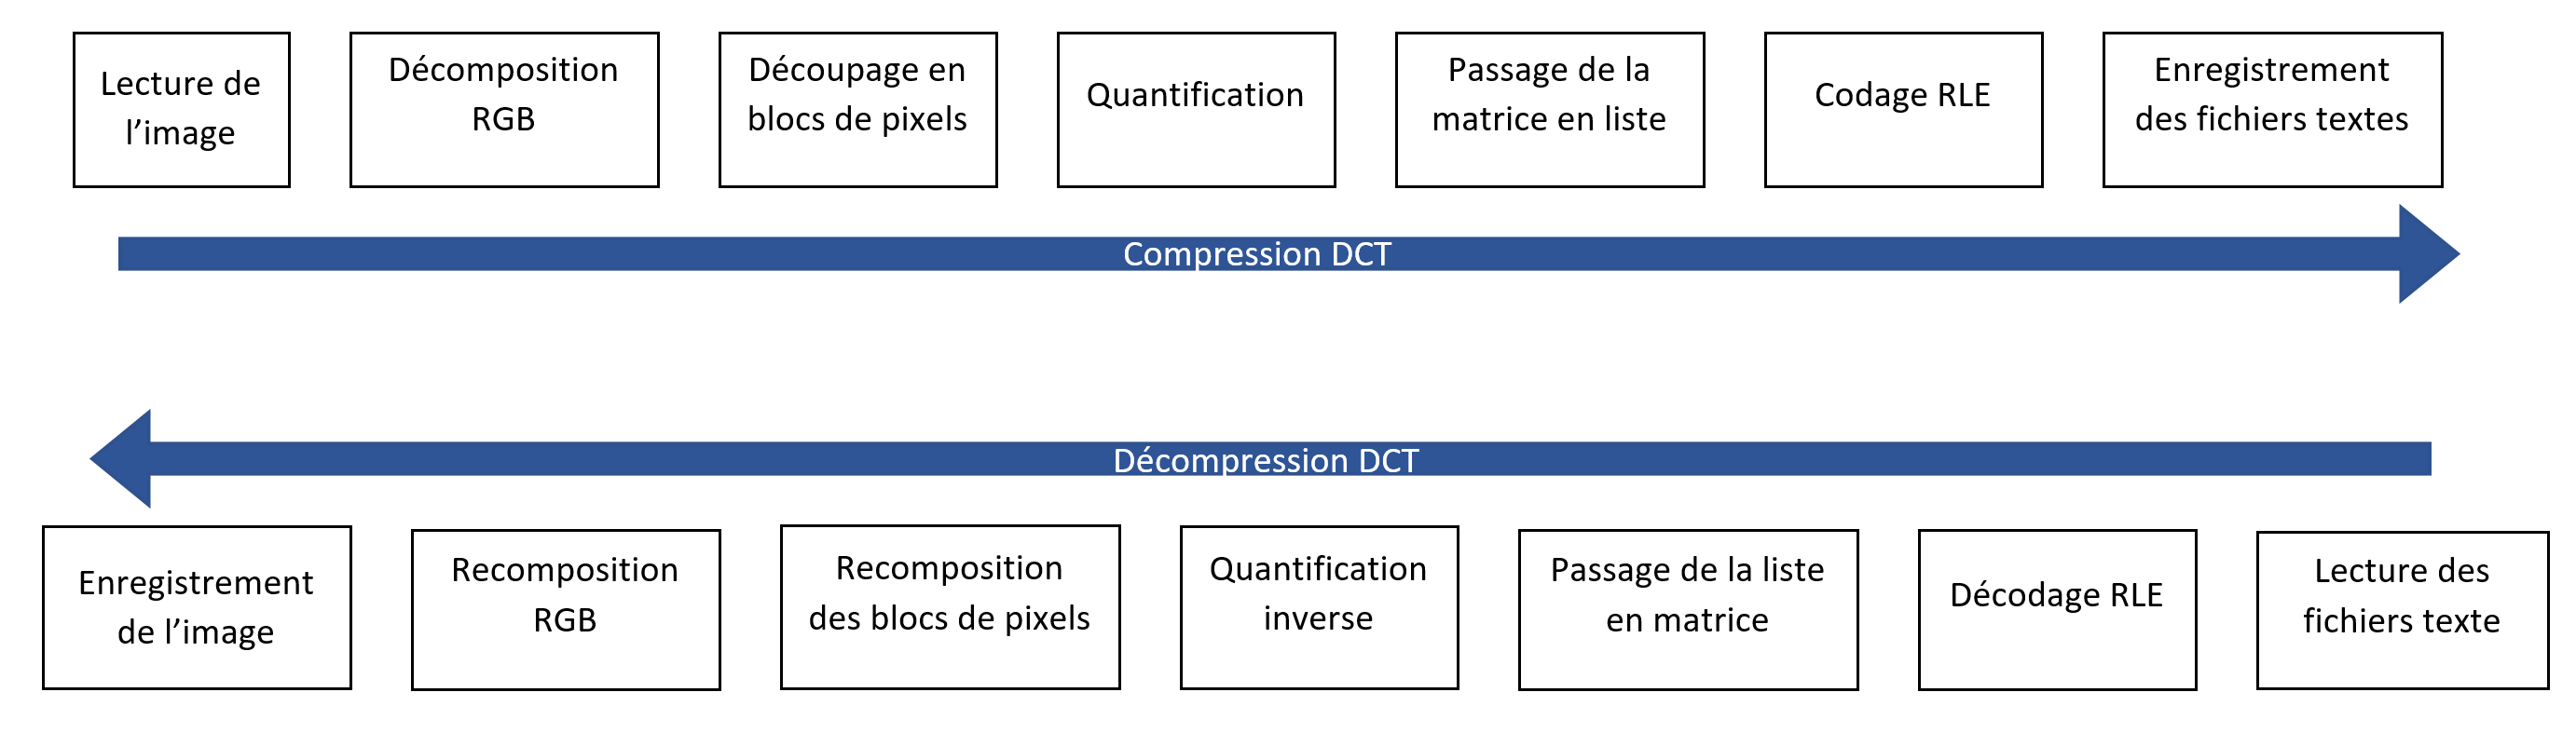 Lecture de
l’image
Décomposition
RGB
Découpage en
blocs de pixels
Quantification
Passage de la
matrice en liste
Codage RLE
Enregistrement
des fichiers textes
Compression DCT
Décompression DCT
Enregistrement
de l’image
Recomposition
RGB
Recomposition
des blocs de pixels
Quantification
inverse
Passage de la liste
en matrice
Décodage RLE
Lecture des
fichiers texte